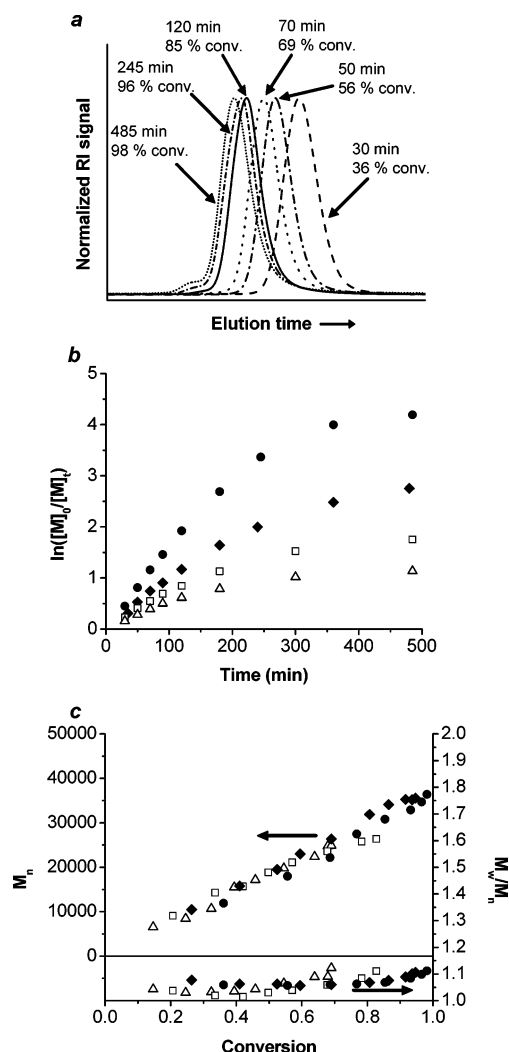 a
120 min
85 % conv.
70 min
69 % conv.
245 min
96 % conv.
50 min
56 % conv.
485 min
98 % conv.
30 min
36 % conv.
Normalized RI signal
Elution time
b
5
4
3
2
1
0
ln([M]0/[M]t)
0 100 200 300 400 500
Time (min)
c
50000
40000
30000
20000
10000
0
Mn
2.0
1.9
1.8
1.7
1.6
1.5
1.4
1.3
1.2
1.1
1.0
Mw/Mn
0.0 0.2 0.4 0.6 0.8 1.0
Conversion